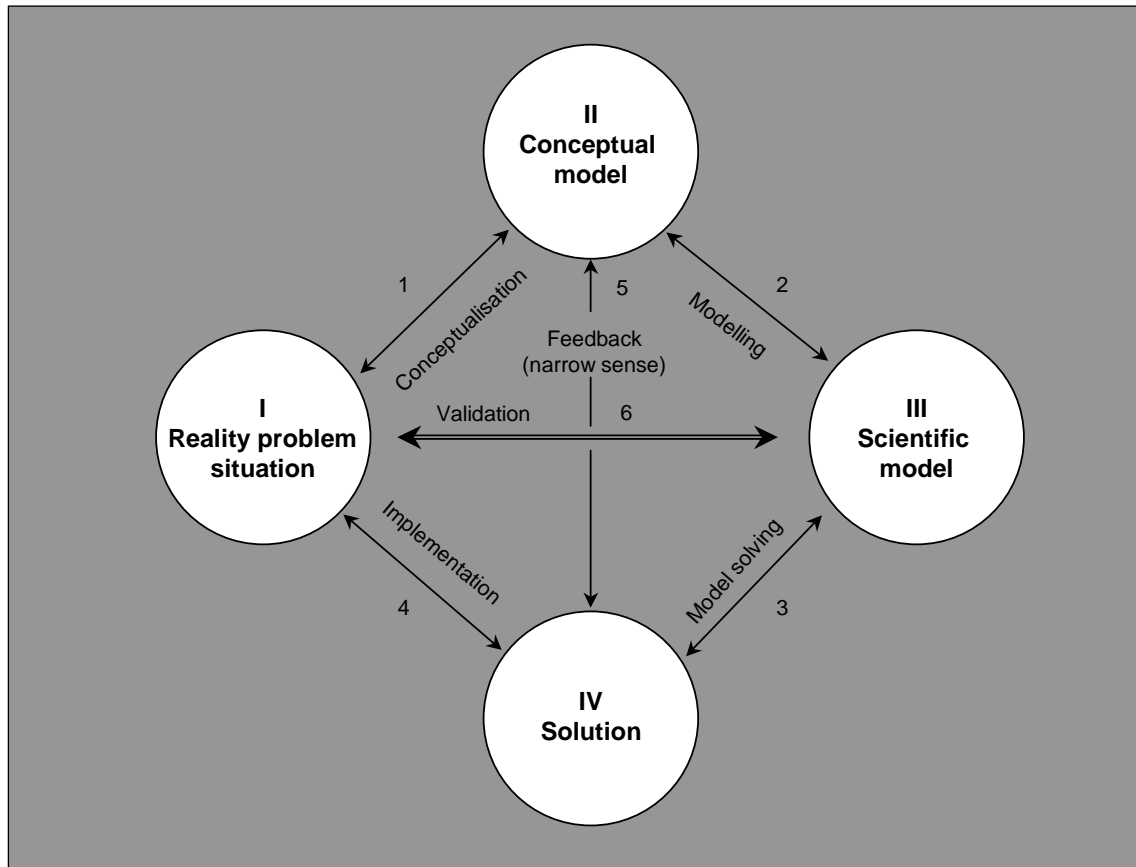 II
Conceptual
model
1
Conceptualisation
5
2
Modelling
Feedback
(narrow sense)
Validation
6
I
Reality problem
situation
III
Scientific
model
Implementation
4
Model solving
3
IV
Solution